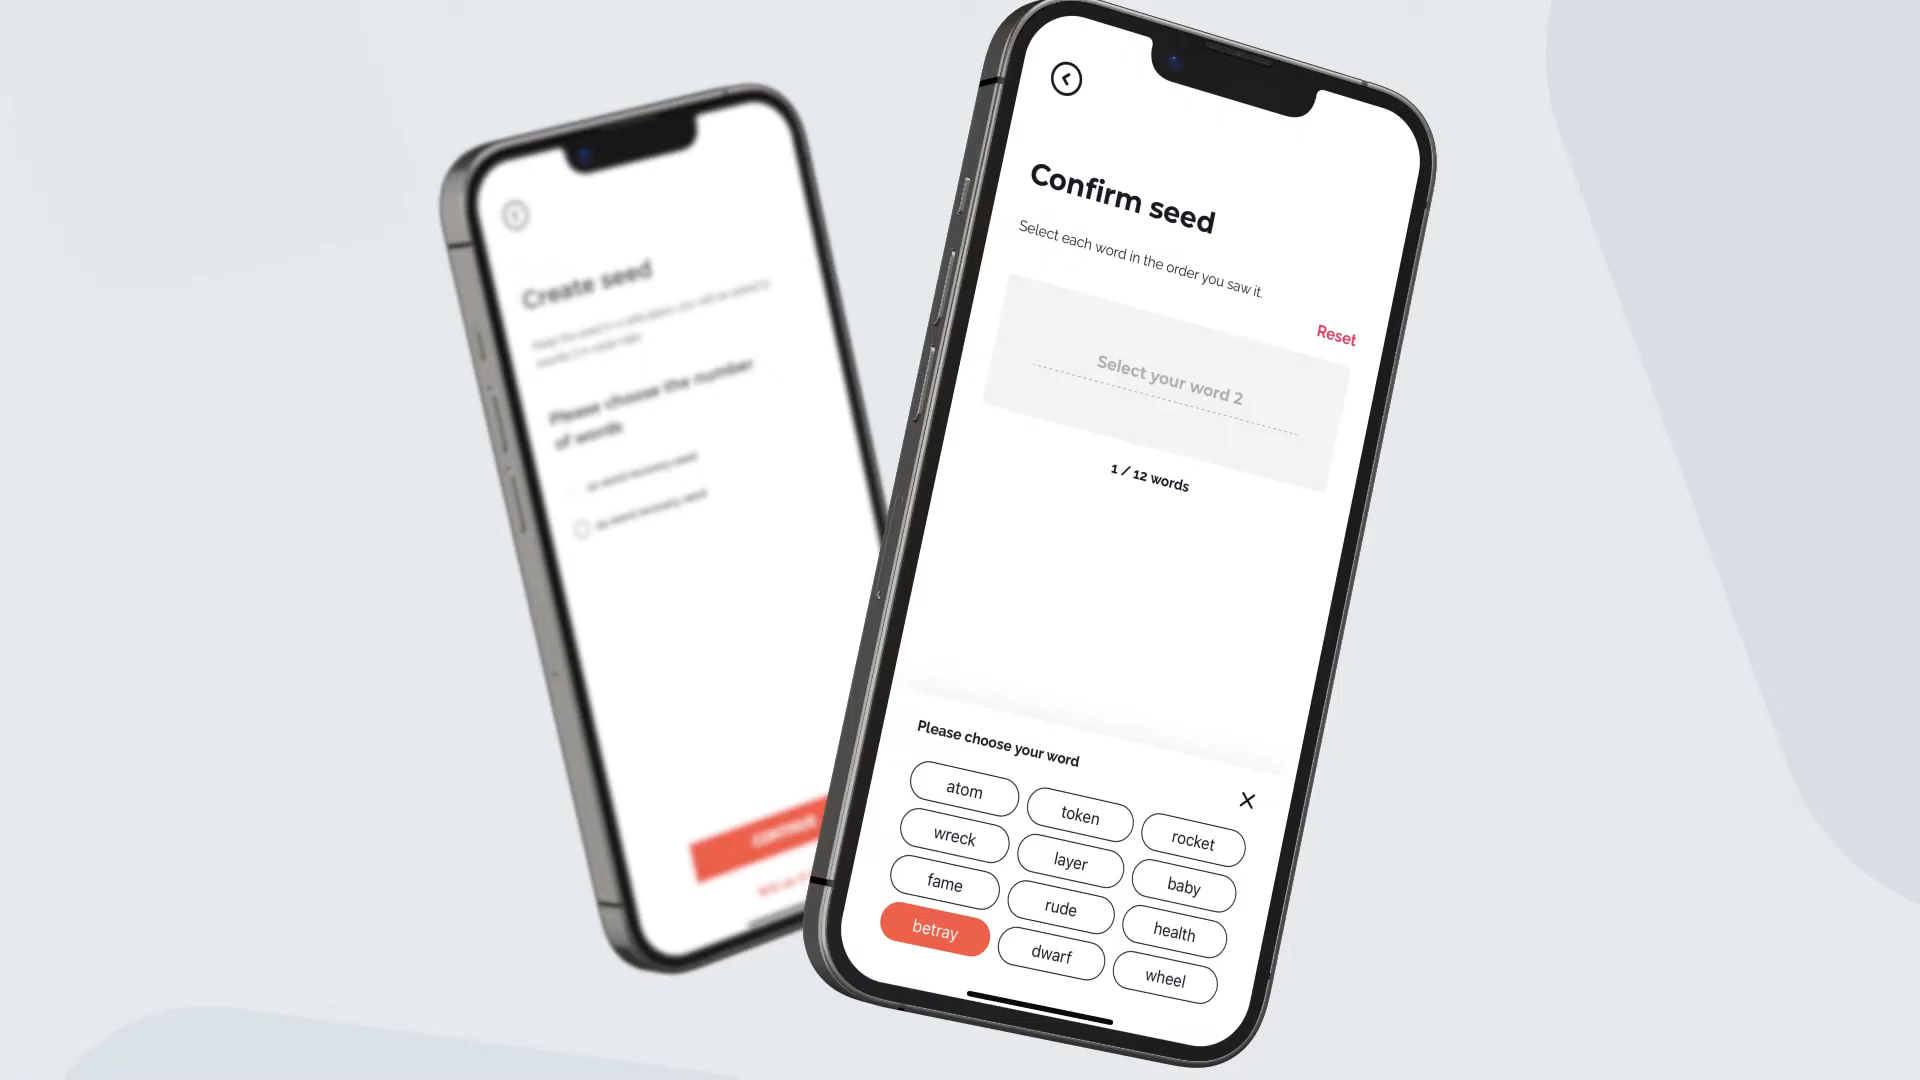 Create seed
Please choose the number
of words
Confirm seed
Select each word in the order you saw it.
Reset
Select your word 2
1 / 12 words
Please choose your word
atom
token
rocket
wreck
layer
baby
fame
rude
health
betray
dwarf
wheel